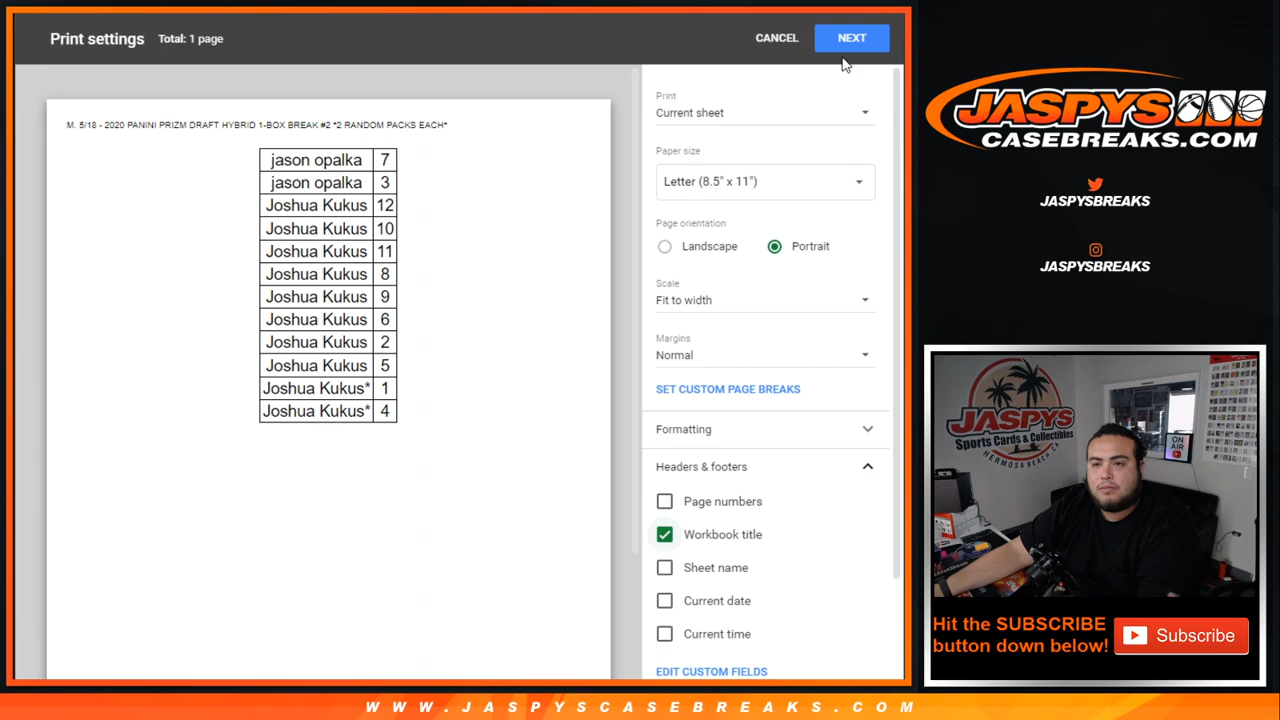 Print settings Total: 1 page CANCEL NEXT
M. 5/18 - 2020 PANINI PRIZM DRAFT HYBRID 1-BOX BREAK #2 *2 RANDOM PACKS EACH*
jason opalka 7
jason opalka 3
Joshua Kukus 12
Joshua Kukus 10
Joshua Kukus 11
Joshua Kukus 8
Joshua Kukus 9
Joshua Kukus 6
Joshua Kukus 2
Joshua Kukus 5
Joshua Kukus* 1
Joshua Kukus* 4
Print
Current sheet
Paper size
Letter (8.5" x 11")
Page orientation
Landscape Portrait
Scale
Fit to width
Margins
Normal
SET CUSTOM PAGE BREAKS
Formatting
Headers & footers
Page numbers
Workbook title
Sheet name
Current date
Current time
EDIT CUSTOM FIELDS
JASPYS
CASEBREAKS.COM
JASPYSBREAKS
JASPYSBREAKS
JASPYS
Sports Cards & Collectibles
HERMOSA BEACH, CA
ON
AIR
Hit the SUBSCRIBE
button down below!
Subscribe
WWW.JASPYSCASEBREAKS.COM